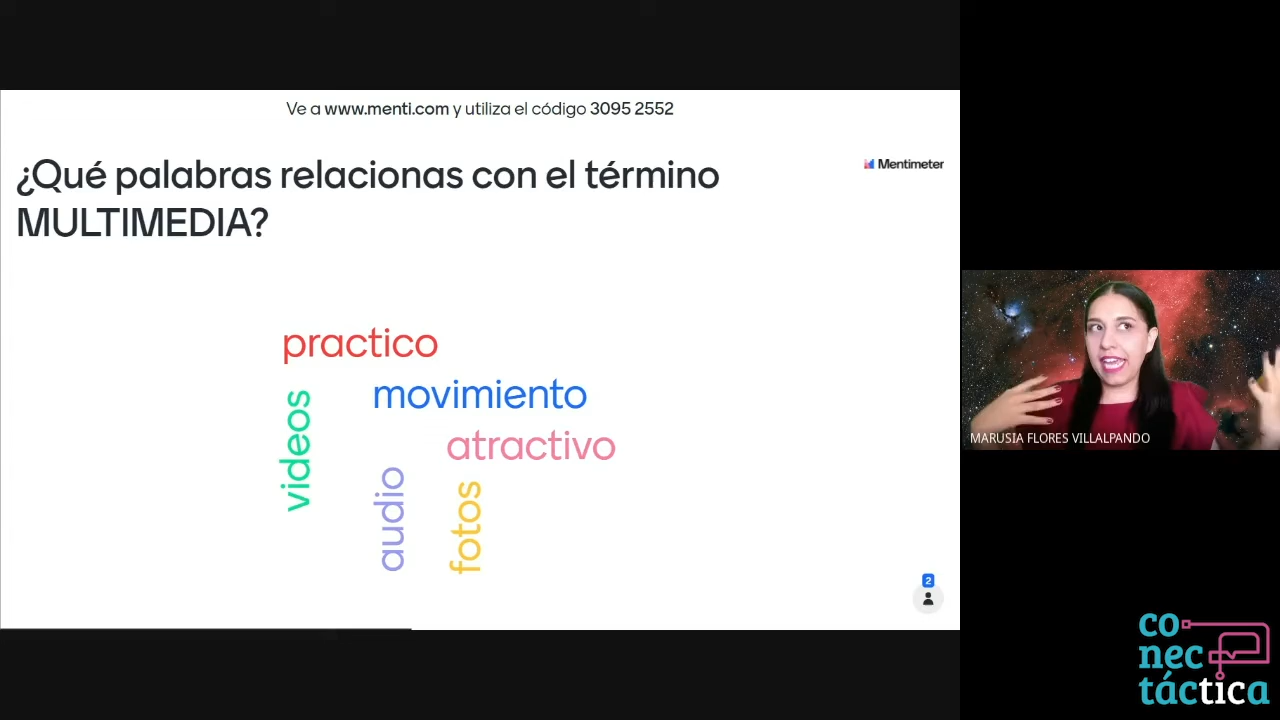 Ve a www.menti.com y utiliza el código 3095 2552
¿Qué palabras relacionas con el término
MULTIMEDIA?
Mentimeter
practico
movimiento
videos
atractivo
audio
fotos
2
MARUSIA FLORES VILLALPANDO
co
nec
táctica